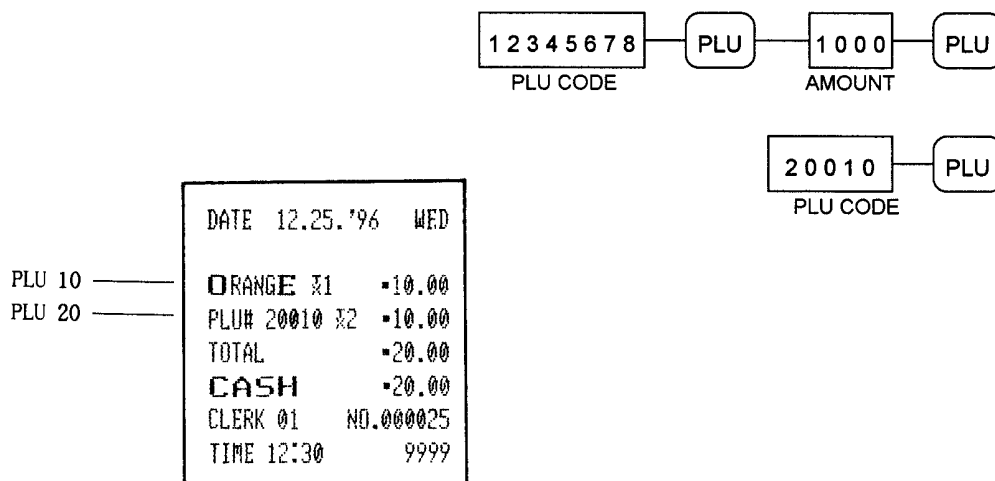 12345678 PLU 1000 PLU
PLU CODE AMOUNT
20010 PLU
PLU CODE
DATE 12.25.'96 WED
PLU 10 ORANGE ⁠1 ▪10.00
PLU 20 PLU# 20010 2 ▪10.00
TOTAL ▪20.00
CASH ▪20.00
CLERK 01 NO.000025
TIME 12:30 9999